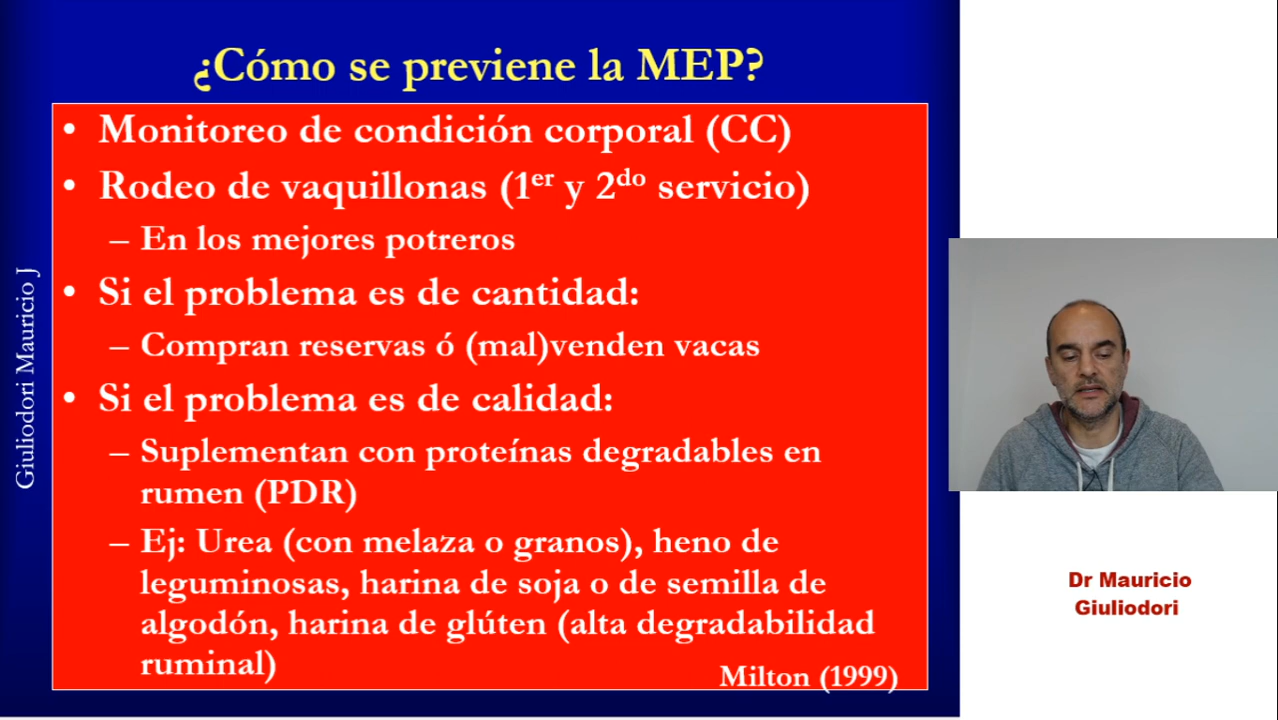 ¿Cómo se previene la MEP?
• Monitoreo de condición corporal (CC)
• Rodeo de vaquillonas (1er y 2do servicio)
– En los mejores potreros
• Si el problema es de cantidad:
– Compran reservas ó (mal)venden vacas
• Si el problema es de calidad:
– Suplementan con proteínas degradables en
rumen (PDR)
– Ej: Urea (con melaza o granos), heno de
leguminosas, harina de soja o de semilla de
algodón, harina de glúten (alta degradabilidad
ruminal)
Milton (1999)
Giuliodori Mauricio J
Dr Mauricio
Giuliodori